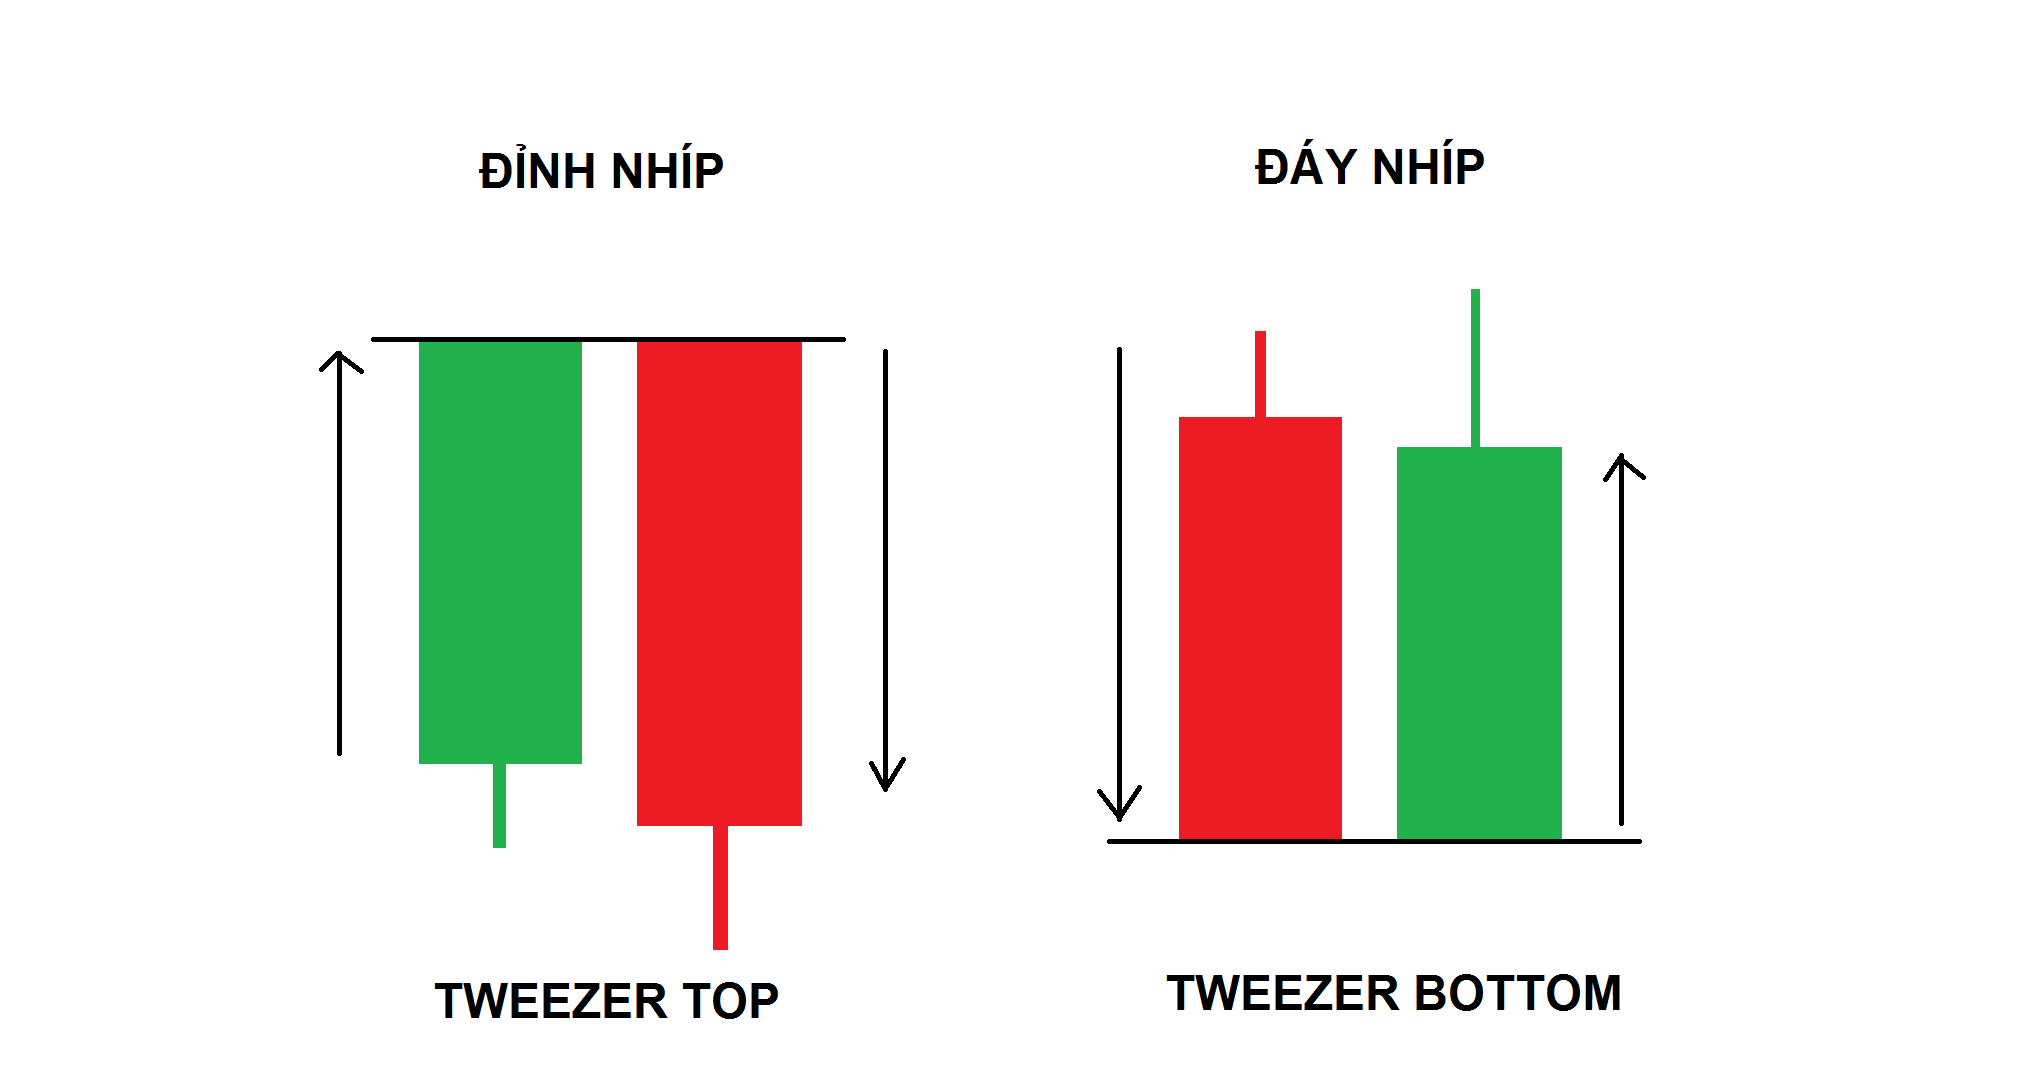 ĐỈNH NHÍP
ĐÁY NHÍP
TWEEZER TOP
TWEEZER BOTTOM